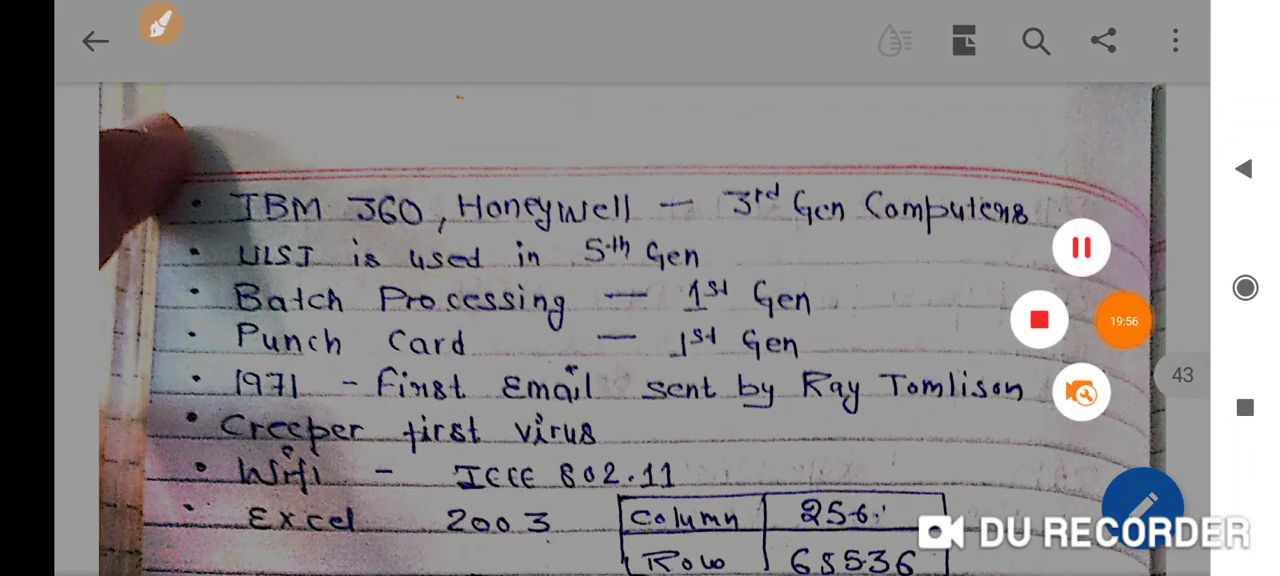 IBM 360, Honeywell — 3rd Gen Computers
ULSI is used in 5th Gen
Batch Processing — 1st Gen
19:56
Punch Card — 1st Gen
43
1971 - First Email sent by Ray Tomlison
Creeper first virus
Wifi - IEEE 802.11
Excel 2003 Column 256
DU RECORDER
Row 65536